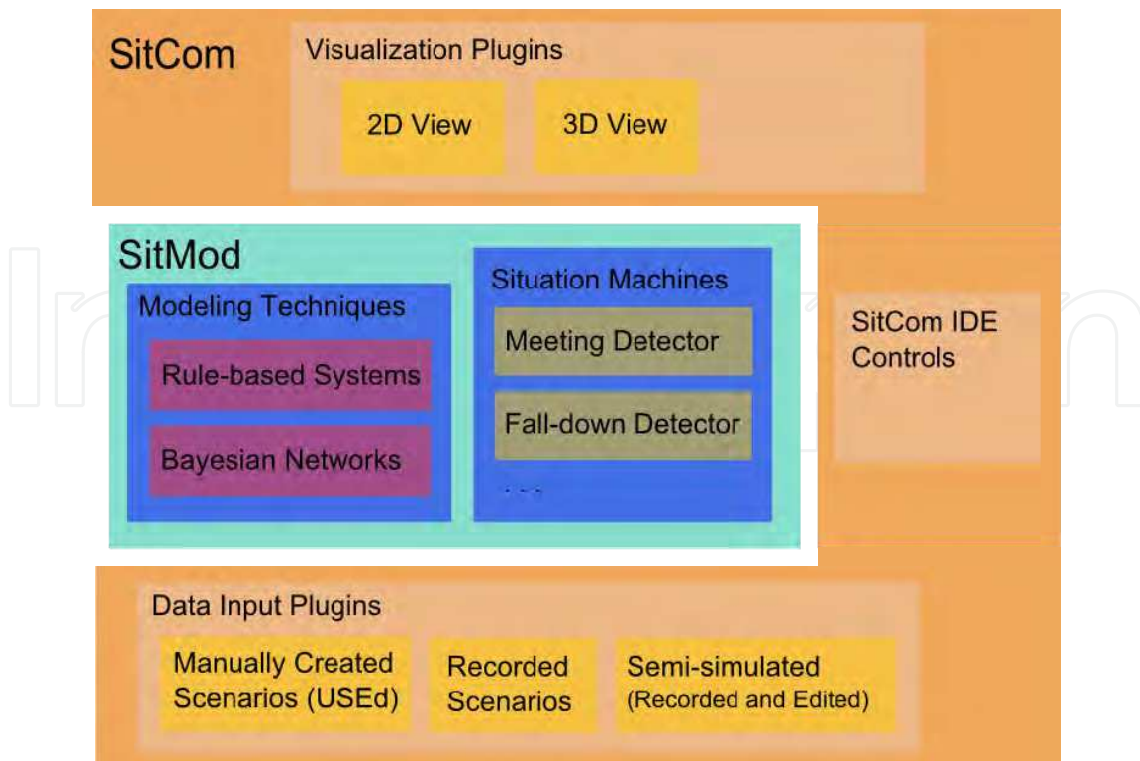 SitCom
Visualization Plugins
2D View
3D View
SitMod
Modeling Techniques
Rule-based Systems
Bayesian Networks
Situation Machines
Meeting Detector
Fall-down Detector
. . .
SitCom IDE
Controls
Data Input Plugins
Manually Created
Scenarios (USEd)
Recorded
Scenarios
Semi-simulated
(Recorded and Edited)